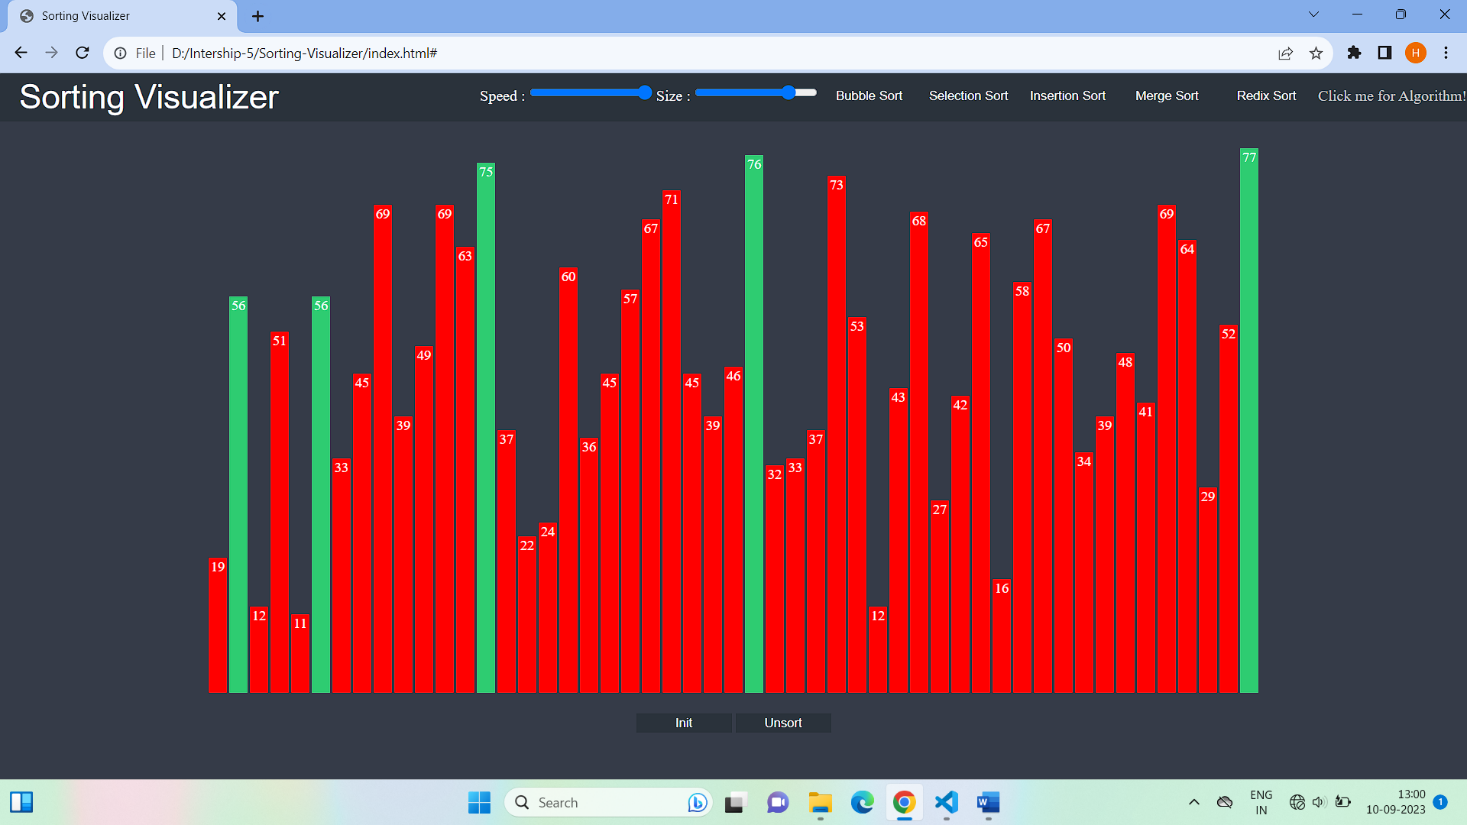 Sorting Visualizer
File | D:/Intership-5/Sorting-Visualizer/index.html#
H
Sorting Visualizer Speed : Size : Bubble Sort Selection Sort Insertion Sort Merge Sort Redix Sort Click me for Algorithm!
19 56 12 51 11 56 33 45 69 39 49 69 63 75 37 22 24 60 36 45 57 67 71 45 39 46 76 32 33 37 73 53 12 43 68 27 42 65 16 58 67 50 34 39 48 41 69 64 29 52 77
Init Unsort
Search
ENG
IN
13:00
10-09-2023
1